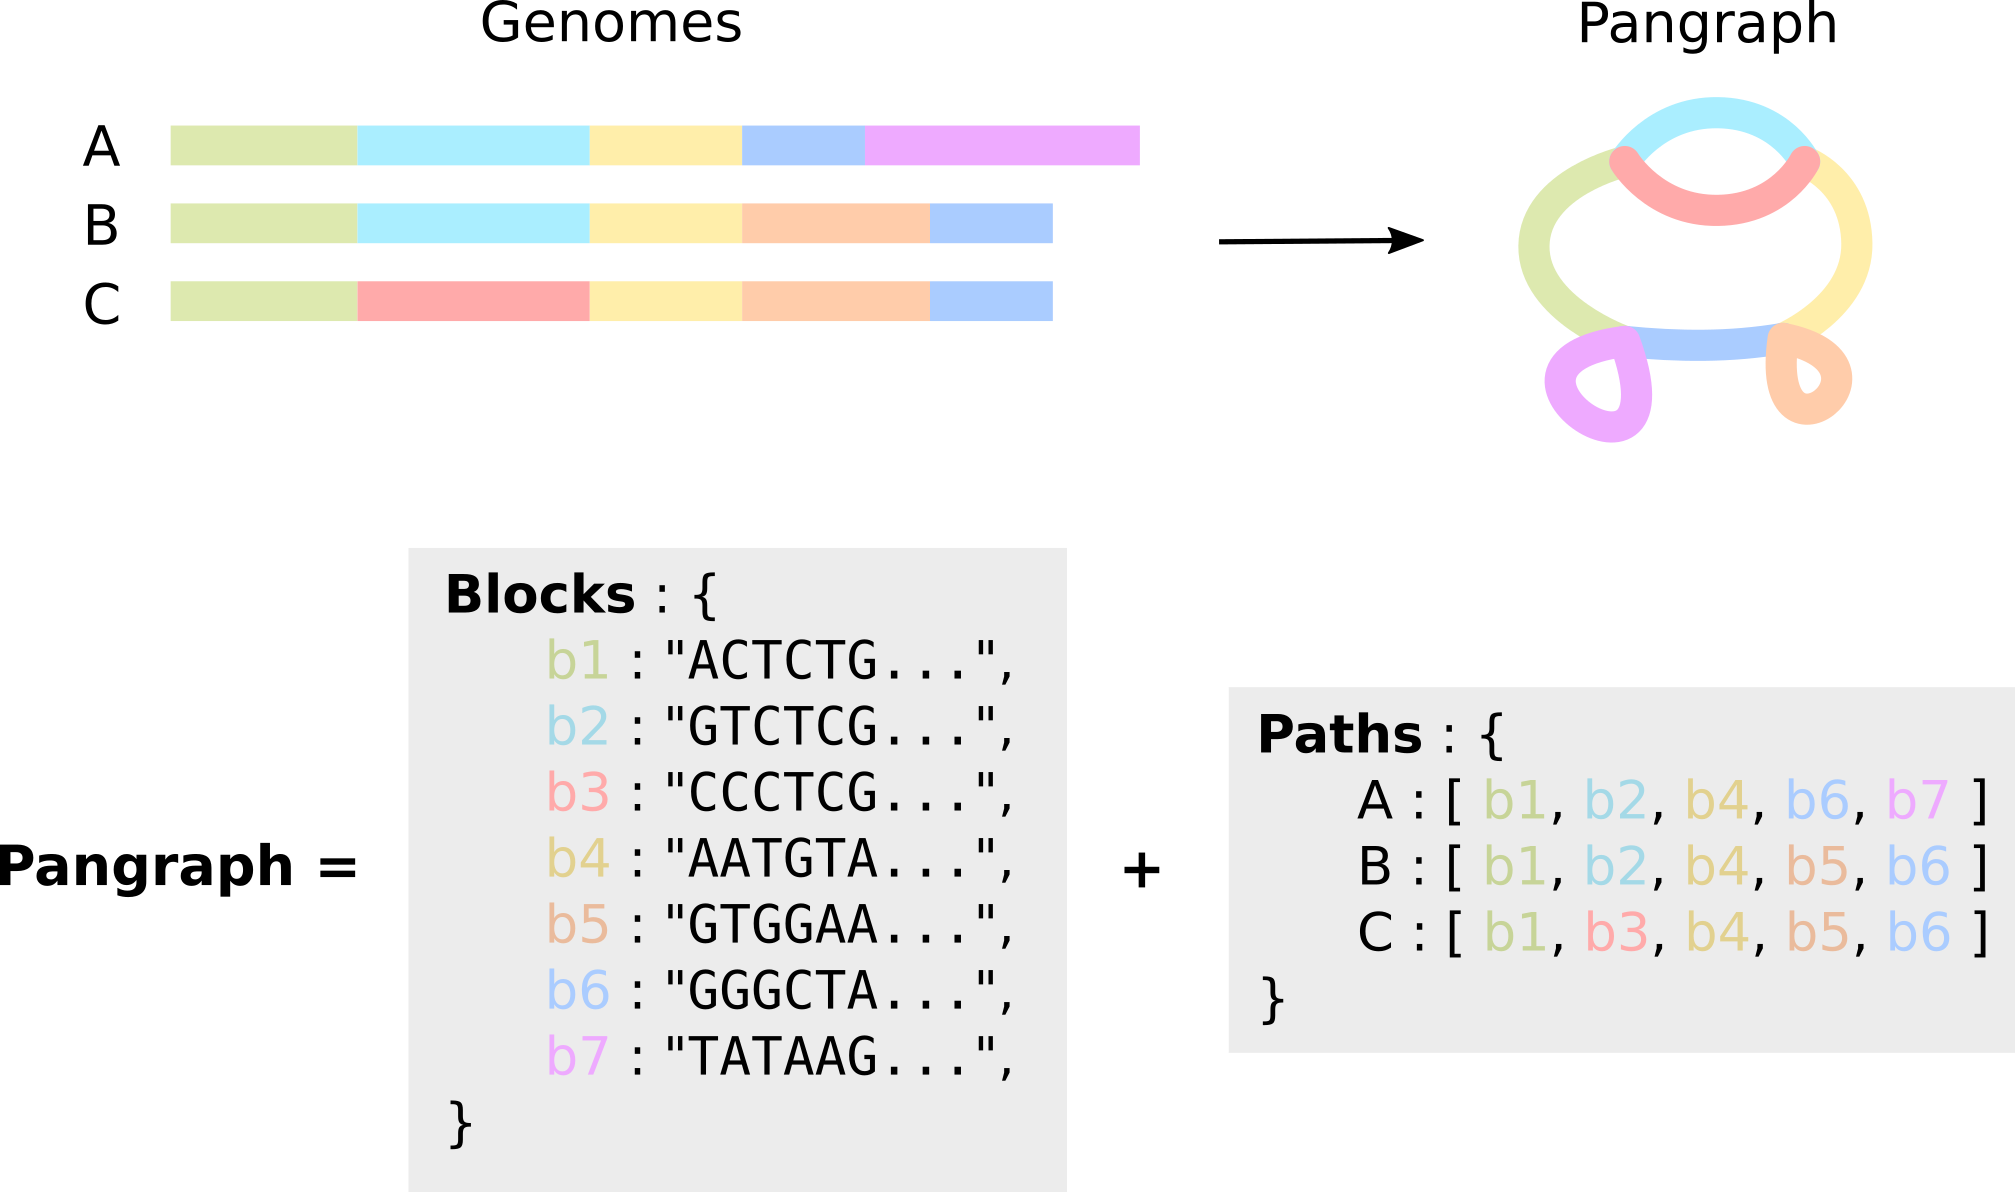 Genomes
Pangraph
A
B
C
Blocks : {
b1 : "ACTCTG...",
b2 : "GTCTCG...",
b3 : "CCCTCG...",
b4 : "AATGTA...",
b5 : "GTGGAA...",
b6 : "GGGCTA...",
b7 : "TATAAG...",
}
Pangraph =
+
Paths : {
A : [ b1, b2, b4, b6, b7 ]
B : [ b1, b2, b4, b5, b6 ]
C : [ b1, b3, b4, b5, b6 ]
}